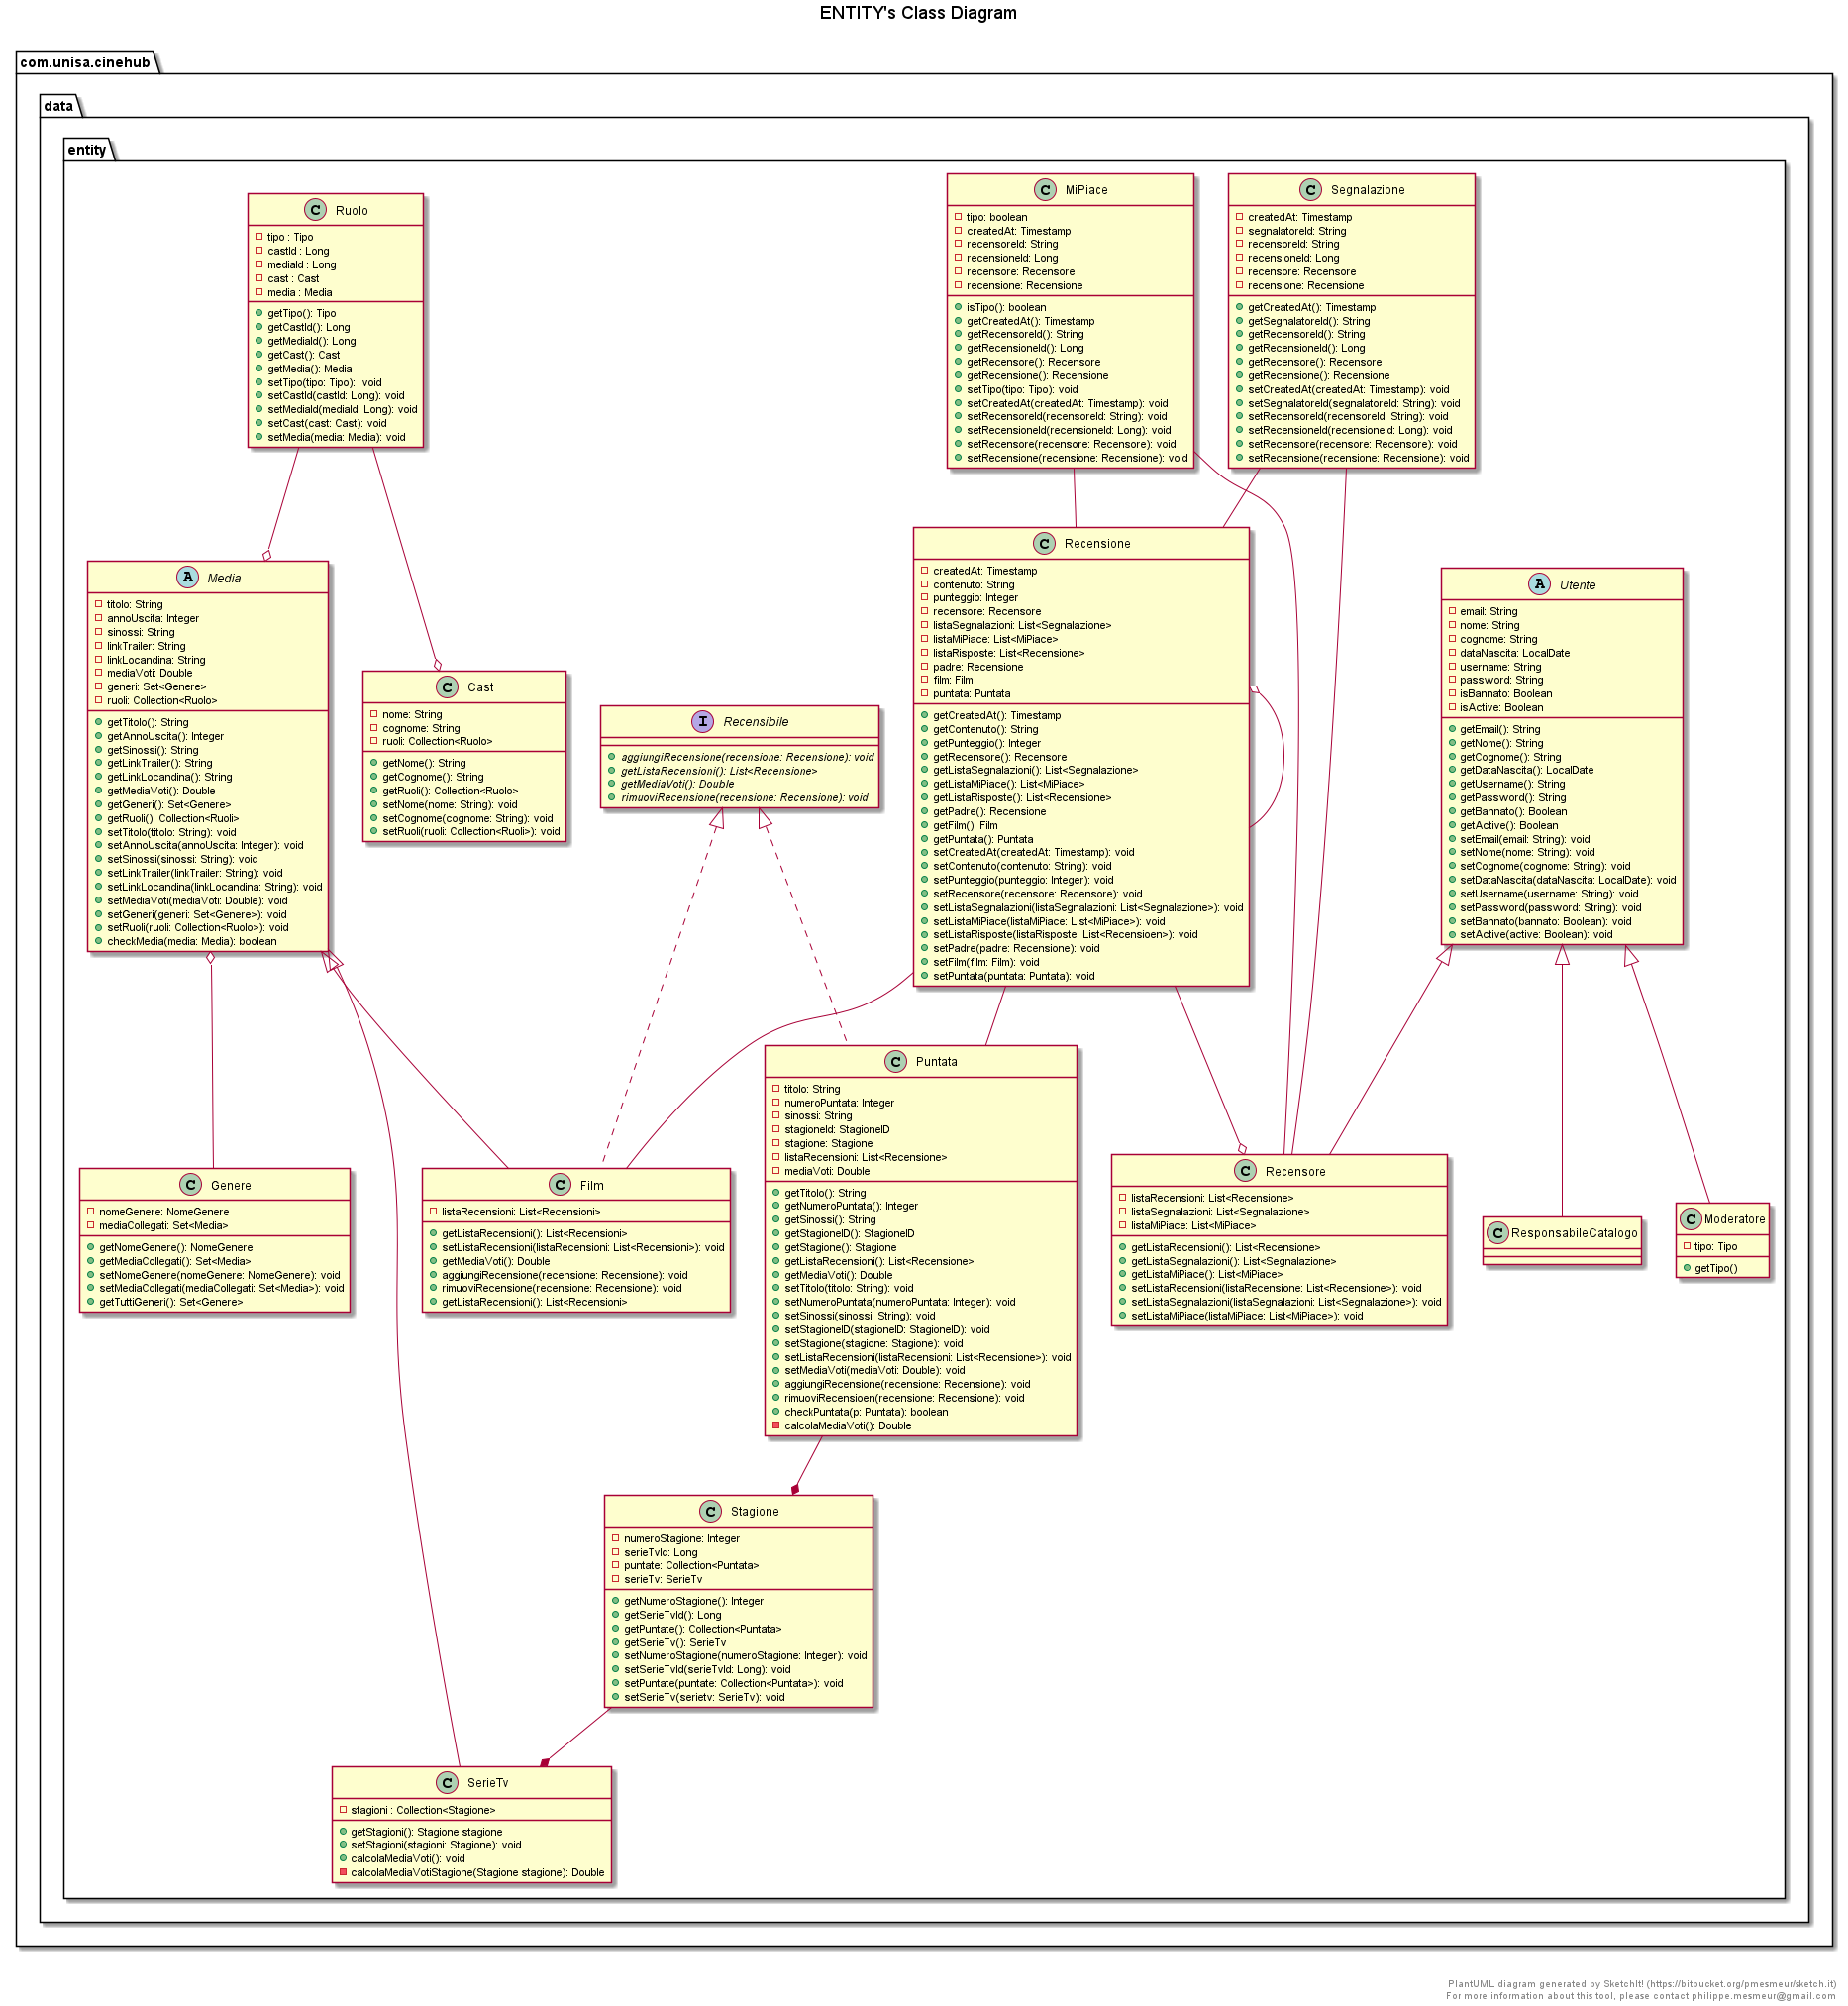 ENTITY's Class Diagram
com.unisa.cinehub
data
entity
C Ruolo
tipo : Tipo
castId : Long
mediaId : Long
cast : Cast
media : Media
getTipo(): Tipo
getCastId(): Long
getMediaId(): Long
getCast(): Cast
getMedia(): Media
setTipo(tipo: Tipo):  void
setCastId(castId: Long): void
setMediaId(mediaId: Long): void
setCast(cast: Cast): void
setMedia(media: Media): void
C MiPiace
tipo: boolean
createdAt: Timestamp
recensoreId: String
recensioneId: Long
recensore: Recensore
recensione: Recensione
isTipo(): boolean
getCreatedAt(): Timestamp
getRecensoreId(): String
getRecensioneId(): Long
getRecensore(): Recensore
getRecensione(): Recensione
setTipo(tipo: Tipo): void
setCreatedAt(createdAt: Timestamp): void
setRecensoreId(recensoreId: String): void
setRecensioneId(recensioneId: Long): void
setRecensore(recensore: Recensore): void
setRecensione(recensione: Recensione): void
C Segnalazione
createdAt: Timestamp
segnalatoreId: String
recensoreId: String
recensioneId: Long
recensore: Recensore
recensione: Recensione
getCreatedAt(): Timestamp
getSegnalatoreId(): String
getRecensoreId(): String
getRecensioneId(): Long
getRecensore(): Recensore
getRecensione(): Recensione
setCreatedAt(createdAt: Timestamp): void
setSegnalatoreId(segnalatoreId: String): void
setRecensoreId(recensoreId: String): void
setRecensioneId(recensioneId: Long): void
setRecensore(recensore: Recensore): void
setRecensione(recensione: Recensione): void
A Media
titolo: String
annoUscita: Integer
sinossi: String
linkTrailer: String
linkLocandina: String
mediaVoti: Double
generi: Set<Genere>
ruoli: Collection<Ruolo>
getTitolo(): String
getAnnoUscita(): Integer
getSinossi(): String
getLinkTrailer(): String
getLinkLocandina(): String
getMediaVoti(): Double
getGeneri(): Set<Genere>
getRuoli(): Collection<Ruoli>
setTitolo(titolo: String): void
setAnnoUscita(annoUscita: Integer): void
setSinossi(sinossi: String): void
setLinkTrailer(linkTrailer: String): void
setLinkLocandina(linkLocandina: String): void
setMediaVoti(mediaVoti: Double): void
setGeneri(generi: Set<Genere>): void
setRuoli(ruoli: Collection<Ruolo>): void
checkMedia(media: Media): boolean
C Cast
nome: String
cognome: String
ruoli: Collection<Ruolo>
getNome(): String
getCognome(): String
getRuoli(): Collection<Ruolo>
setNome(nome: String): void
setCognome(cognome: String): void
setRuoli(ruoli: Collection<Ruoli>): void
I Recensibile
aggiungiRecensione(recensione: Recensione): void
getListaRecensioni(): List<Recensione>
getMediaVoti(): Double
rimuoviRecensione(recensione: Recensione): void
C Recensione
createdAt: Timestamp
contenuto: String
punteggio: Integer
recensore: Recensore
listaSegnalazioni: List<Segnalazione>
listaMiPiace: List<MiPiace>
listaRisposte: List<Recensione>
padre: Recensione
film: Film
puntata: Puntata
getCreatedAt(): Timestamp
getContenuto(): String
getPunteggio(): Integer
getRecensore(): Recensore
getListaSegnalazioni(): List<Segnalazione>
getListaMiPiace(): List<MiPiace>
getListaRisposte(): List<Recensione>
getPadre(): Recensione
getFilm(): Film
getPuntata(): Puntata
setCreatedAt(createdAt: Timestamp): void
setContenuto(contenuto: String): void
setPunteggio(punteggio: Integer): void
setRecensore(recensore: Recensore): void
setListaSegnalazioni(listaSegnalazioni: List<Segnalazione>): void
setListaMiPiace(listaMiPiace: List<MiPiace>): void
setListaRisposte(listaRisposte: List<Recensioen>): void
setPadre(padre: Recensione): void
setFilm(film: Film): void
setPuntata(puntata: Puntata): void
A Utente
email: String
nome: String
cognome: String
dataNascita: LocalDate
username: String
password: String
isBannato: Boolean
isActive: Boolean
getEmail(): String
getNome(): String
getCognome(): String
getDataNascita(): LocalDate
getUsername(): String
getPassword(): String
getBannato(): Boolean
getActive(): Boolean
setEmail(email: String): void
setNome(nome: String): void
setCognome(cognome: String): void
setDataNascita(dataNascita: LocalDate): void
setUsername(username: String): void
setPassword(password: String): void
setBannato(bannato: Boolean): void
setActive(active: Boolean): void
C Genere
nomeGenere: NomeGenere
mediaCollegati: Set<Media>
getNomeGenere(): NomeGenere
getMediaCollegati(): Set<Media>
setNomeGenere(nomeGenere: NomeGenere): void
setMediaCollegati(mediaCollegati: Set<Media>): void
getTuttiGeneri(): Set<Genere>
C Film
listaRecensioni: List<Recensioni>
getListaRecensioni(): List<Recensioni>
setListaRecensioni(listaRecensioni: List<Recensioni>): void
getMediaVoti(): Double
aggiungiRecensione(recensione: Recensione): void
rimuoviRecensione(recensione: Recensione): void
getListaRecensioni(): List<Recensioni>
C Puntata
titolo: String
numeroPuntata: Integer
sinossi: String
stagioneId: StagioneID
stagione: Stagione
listaRecensioni: List<Recensione>
mediaVoti: Double
getTitolo(): String
getNumeroPuntata(): Integer
getSinossi(): String
getStagioneID(): StagioneID
getStagione(): Stagione
getListaRecensioni(): List<Recensione>
getMediaVoti(): Double
setTitolo(titolo: String): void
setNumeroPuntata(numeroPuntata: Integer): void
setSinossi(sinossi: String): void
setStagioneID(stagioneID: StagioneID): void
setStagione(stagione: Stagione): void
setListaRecensioni(listaRecensioni: List<Recensione>): void
setMediaVoti(mediaVoti: Double): void
aggiungiRecensione(recensione: Recensione): void
rimuoviRecensioen(recensione: Recensione): void
checkPuntata(p: Puntata): boolean
calcolaMediaVoti(): Double
C Recensore
listaRecensioni: List<Recensione>
listaSegnalazioni: List<Segnalazione>
listaMiPiace: List<MiPiace>
getListaRecensioni(): List<Recensione>
getListaSegnalazioni(): List<Segnalazione>
getListaMiPiace(): List<MiPiace>
setListaRecensioni(listaRecensione: List<Recensione>): void
setListaSegnalazioni(listaSegnalazioni: List<Segnalazione>): void
setListaMiPiace(listaMiPiace: List<MiPiace>): void
C ResponsabileCatalogo
C Moderatore
tipo: Tipo
getTipo()
C Stagione
numeroStagione: Integer
serieTvId: Long
puntate: Collection<Puntata>
serieTv: SerieTv
getNumeroStagione(): Integer
getSerieTvId(): Long
getPuntate(): Collection<Puntata>
getSerieTv(): SerieTv
setNumeroStagione(numeroStagione: Integer): void
setSerieTvId(serieTvId: Long): void
setPuntate(puntate: Collection<Puntata>): void
setSerieTv(serietv: SerieTv): void
C SerieTv
stagioni : Collection<Stagione>
getStagioni(): Stagione stagione
setStagioni(stagioni: Stagione): void
calcolaMediaVoti(): void
calcolaMediaVotiStagione(Stagione stagione): Double
PlantUML diagram generated by SketchIt! (https://bitbucket.org/pmesmeur/sketch.it)
For more information about this tool, please contact philippe.mesmeur@gmail.com